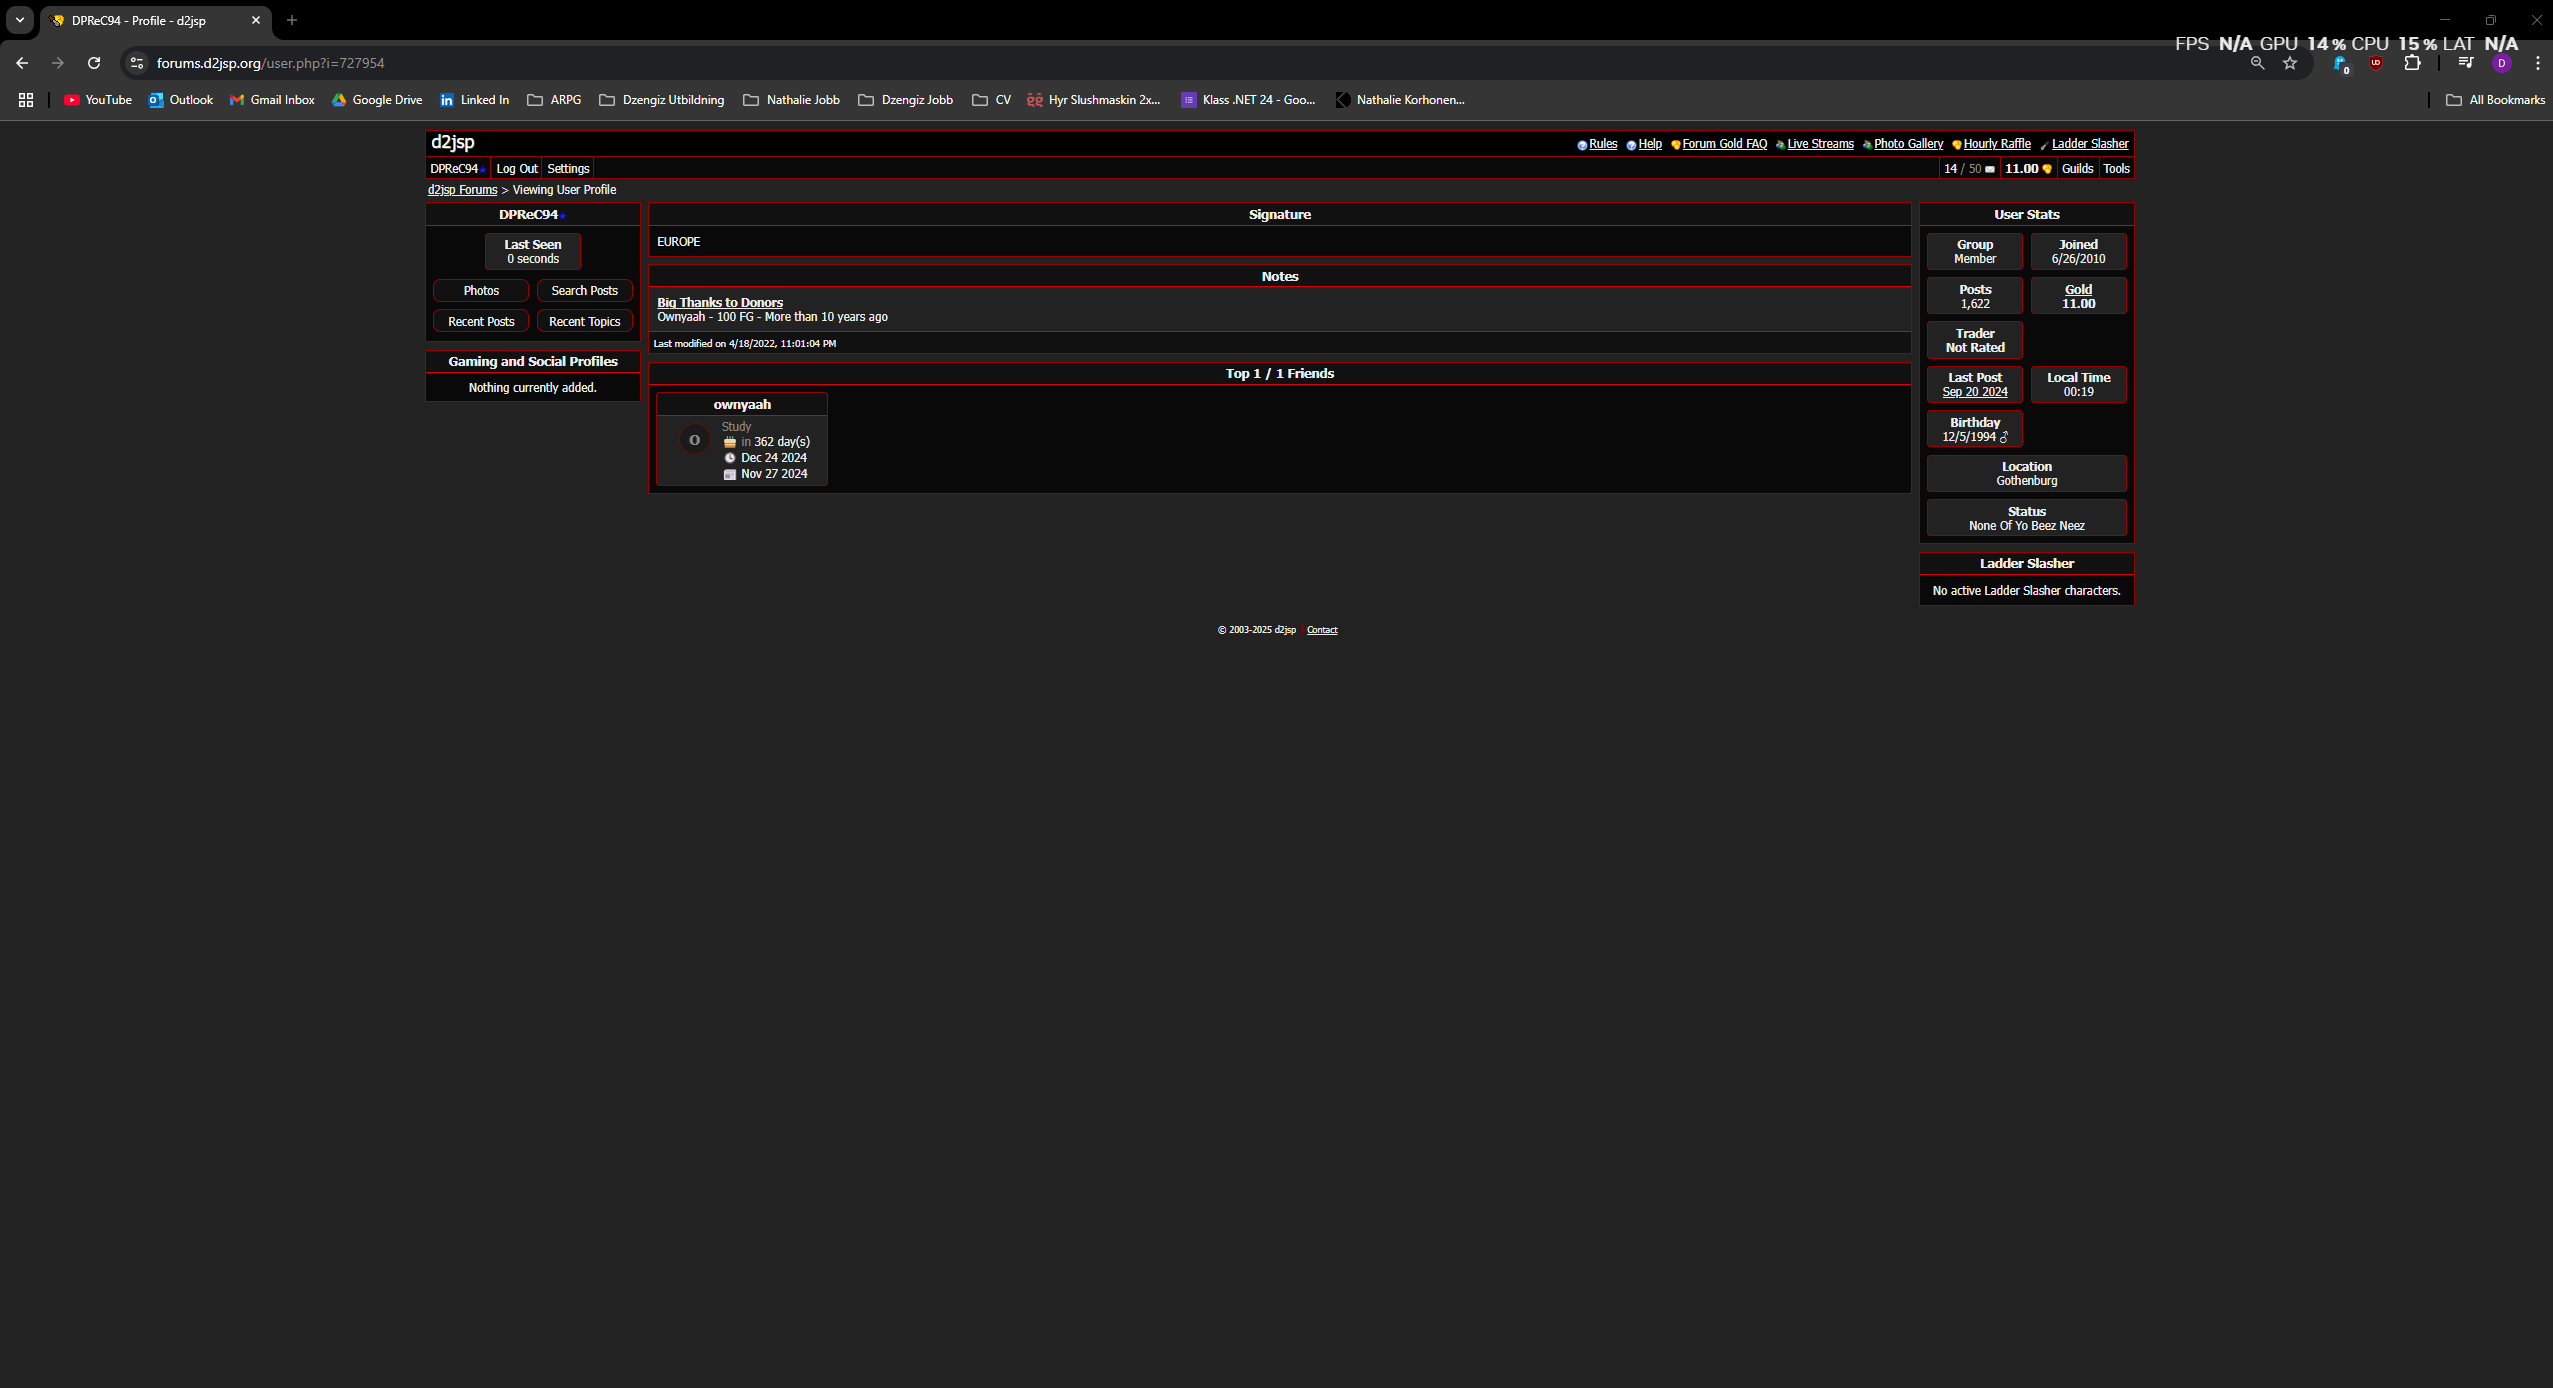 DPReC94 - Profile - d2jsp
FPS N/A GPU 14 % CPU 15 % LAT N/A
forums.d2jsp.org/user.php?i=727954
0
D
YouTube Outlook Gmail Inbox Google Drive Linked In ARPG Dzengiz Utbildning Nathalie Jobb Dzengiz Jobb CV Hyr Slushmaskin 2x... Klass .NET 24 - Goo... Nathalie Korhonen... All Bookmarks
d2jsp
Rules Help Forum Gold FAQ Live Streams Photo Gallery Hourly Raffle Ladder Slasher
DPReC94 Log Out Settings
14 / 50 11.00 Guilds Tools
d2jsp Forums > Viewing User Profile
DPReC94
Last Seen
0 seconds
Photos Search Posts
Recent Posts Recent Topics
Gaming and Social Profiles
Nothing currently added.
Signature
EUROPE
Notes
Big Thanks to Donors
Ownyaah - 100 FG - More than 10 years ago
Last modified on 4/18/2022, 11:01:04 PM
Top 1 / 1 Friends
ownyaah
O
Study
in 362 day(s)
Dec 24 2024
Nov 27 2024
User Stats
Group
Member
Joined
6/26/2010
Posts
1,622
Gold
11.00
Trader
Not Rated
Last Post
Sep 20 2024
Local Time
00:19
Birthday
12/5/1994 ♂
Location
Gothenburg
Status
None Of Yo Beez Neez
Ladder Slasher
No active Ladder Slasher characters.
© 2003-2025 d2jsp | Contact